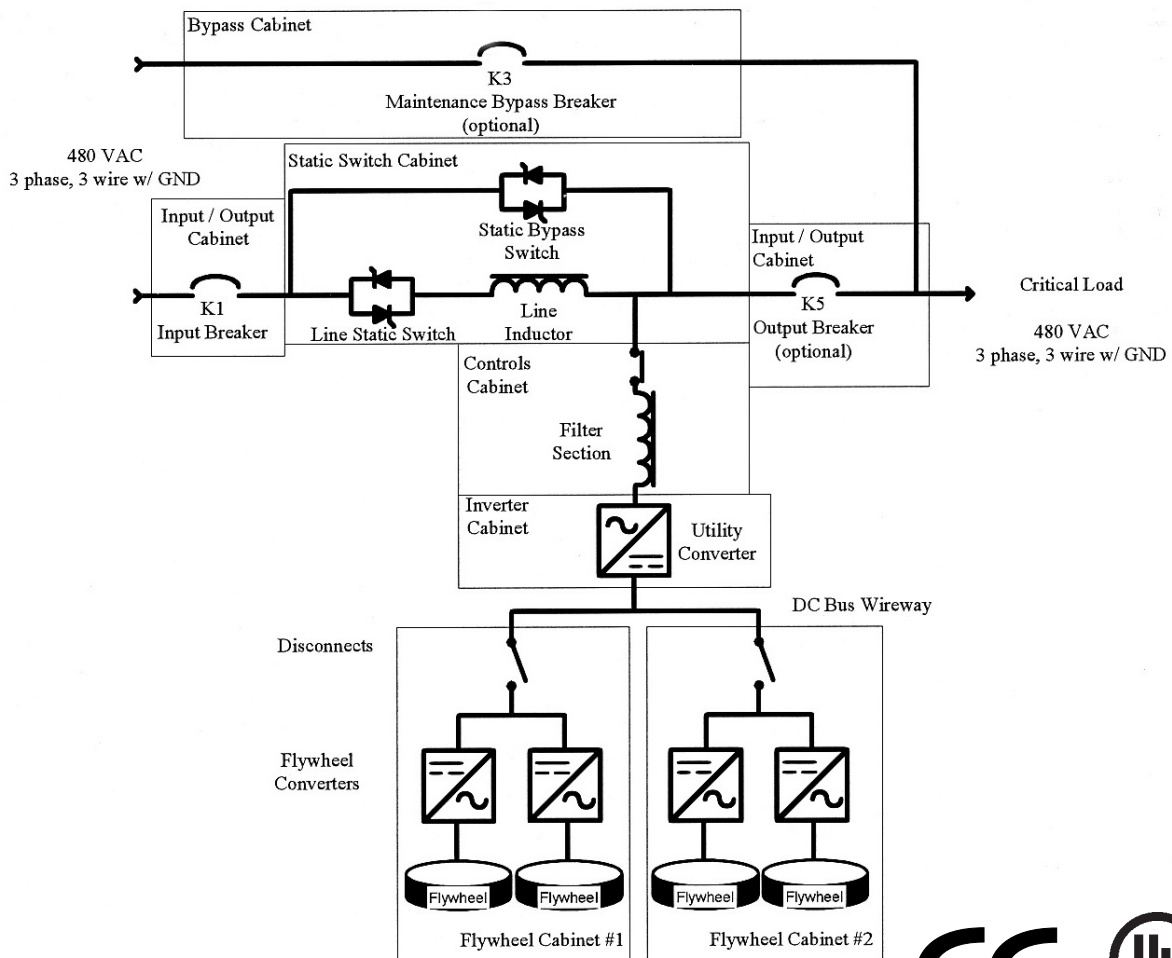 Bypass Cabinet
K3
Maintenance Bypass Breaker
(optional)
480 VAC
3 phase, 3 wire w/ GND
Static Switch Cabinet
Static Bypass
Switch
Input / Output
Cabinet
K1
Input Breaker
Line Static Switch
Line
Inductor
Input / Output
Cabinet
K5
Output Breaker
(optional)
Critical Load
480 VAC
3 phase, 3 wire w/ GND
Controls
Cabinet
Filter
Section
Inverter
Cabinet
Utility
Converter
DC Bus Wireway
Disconnects
Flywheel
Converters
Flywheel
Flywheel
Flywheel
Flywheel
Flywheel Cabinet #1
Flywheel Cabinet #2